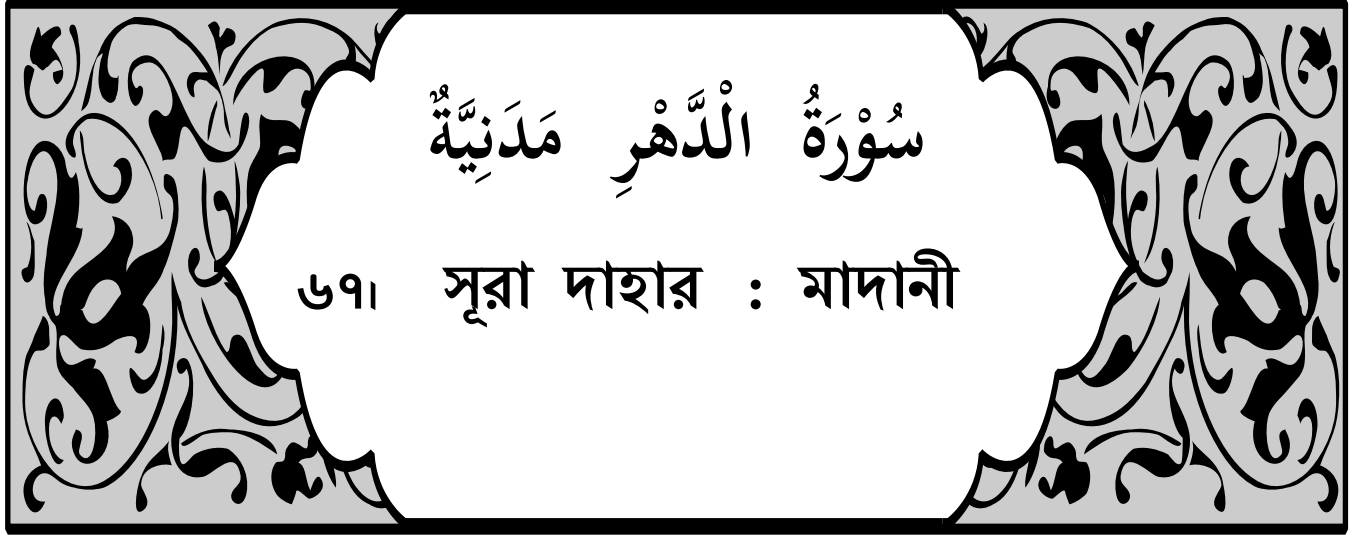 سُوْرَةُ الْدَّهْرِ مَدَنِيَّةٌ
৬৭। সূরা দাহার : মাদানী